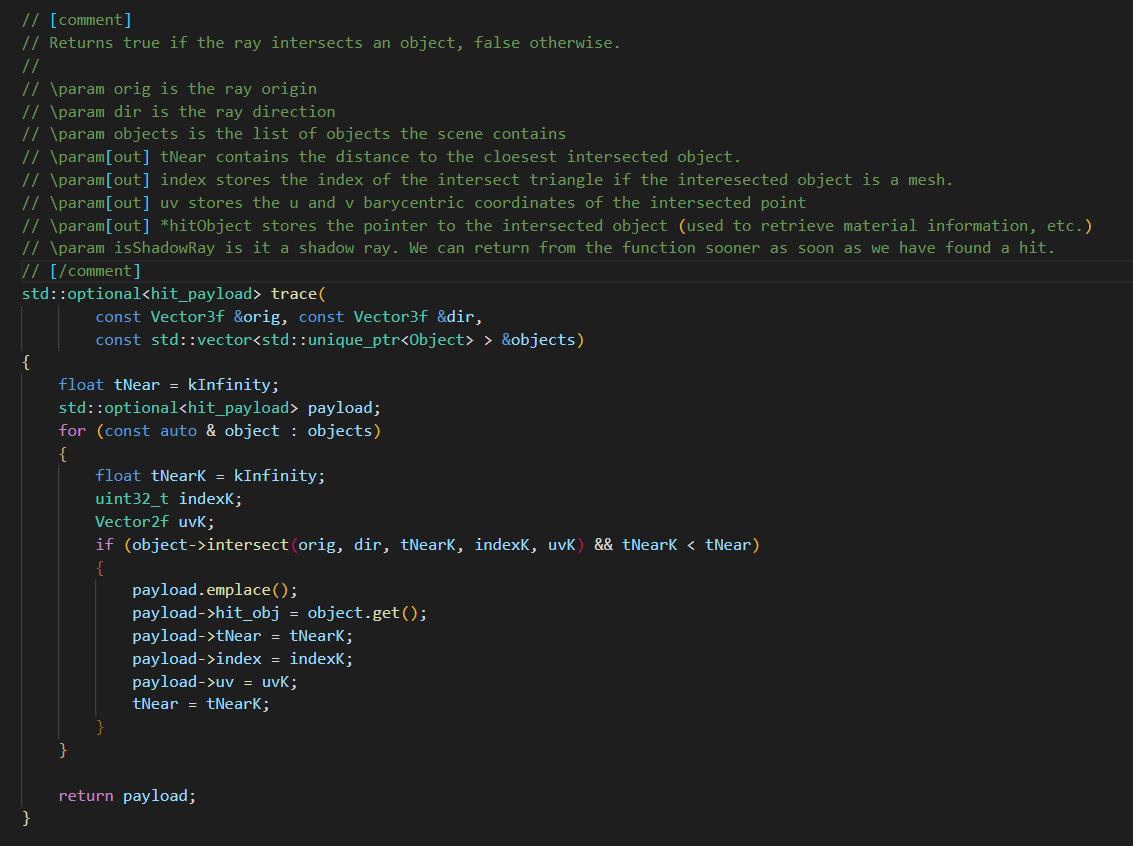 // [comment]
// Returns true if the ray intersects an object, false otherwise.
//
// \param orig is the ray origin
// \param dir is the ray direction
// \param objects is the list of objects the scene contains
// \param[out] tNear contains the distance to the cloesest intersected object.
// \param[out] index stores the index of the intersect triangle if the interesected object is a mesh.
// \param[out] uv stores the u and v barycentric coordinates of the intersected point
// \param[out] *hitObject stores the pointer to the intersected object (used to retrieve material information, etc.)
// \param isShadowRay is it a shadow ray. We can return from the function sooner as soon as we have found a hit.
// [/comment]
std::optional<hit_payload> trace(
        const Vector3f &orig, const Vector3f &dir,
        const std::vector<std::unique_ptr<Object> > &objects)
{
    float tNear = kInfinity;
    std::optional<hit_payload> payload;
    for (const auto & object : objects)
    {
        float tNearK = kInfinity;
        uint32_t indexK;
        Vector2f uvK;
        if (object->intersect(orig, dir, tNearK, indexK, uvK) && tNearK < tNear)
        {
            payload.emplace();
            payload->hit_obj = object.get();
            payload->tNear = tNearK;
            payload->index = indexK;
            payload->uv = uvK;
            tNear = tNearK;
        }
    }

    return payload;
}